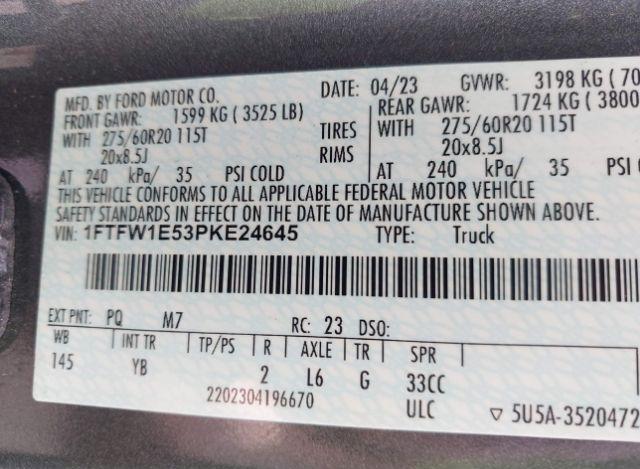 MFD. BY FORD MOTOR CO.
DATE: 04/23 GVWR: 3198 KG (70
FRONT GAWR: 1599 KG ( 3525 LB)
REAR GAWR: 1724 KG ( 3800
WITH 275/60R20 115T TIRES WITH 275/60R20 115T
20x8.5J RIMS 20x8.5J
AT 240 kPa/ 35 PSI COLD AT 240 kPa/ 35 PSI
THIS VEHICLE CONFORMS TO ALL APPLICABLE FEDERAL MOTOR VEHICLE
SAFETY STANDARDS IN EFFECT ON THE DATE OF MANUFACTURE SHOWN ABOVE.
VIN: 1FTFW1E53PKE24645 TYPE: Truck
EXT PNT: PQ M7 RC: 23 DSO:
WB INT TR TP/PS R AXLE TR SPR
145 YB 2 L6 G 33CC
2202304196670 ULC ▽ 5U5A-3520472